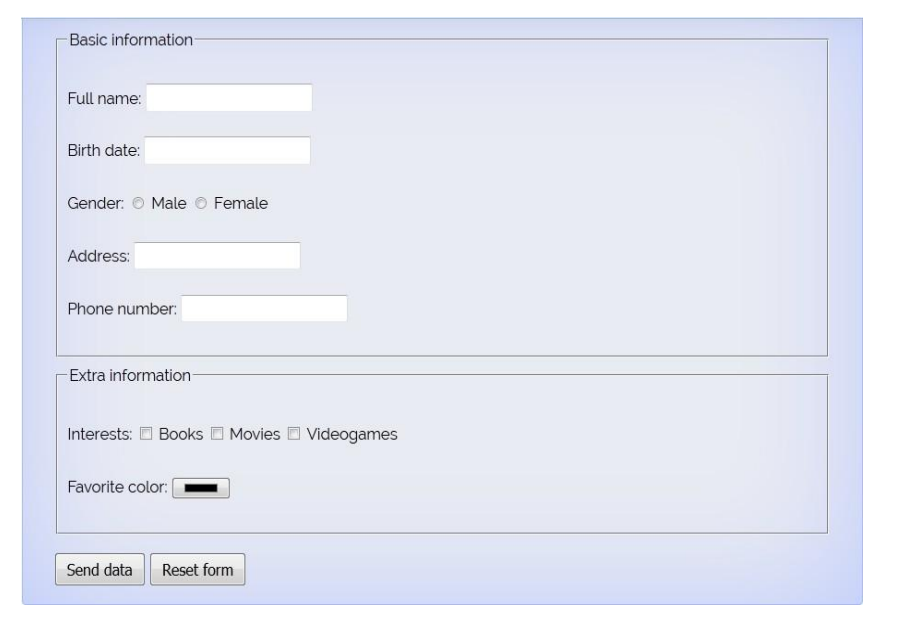 Basic information
Full name:
Birth date:
Gender: Male Female
Address:
Phone number:
Extra information
Interests: Books Movies Videogames
Favorite color:
Send data Reset form